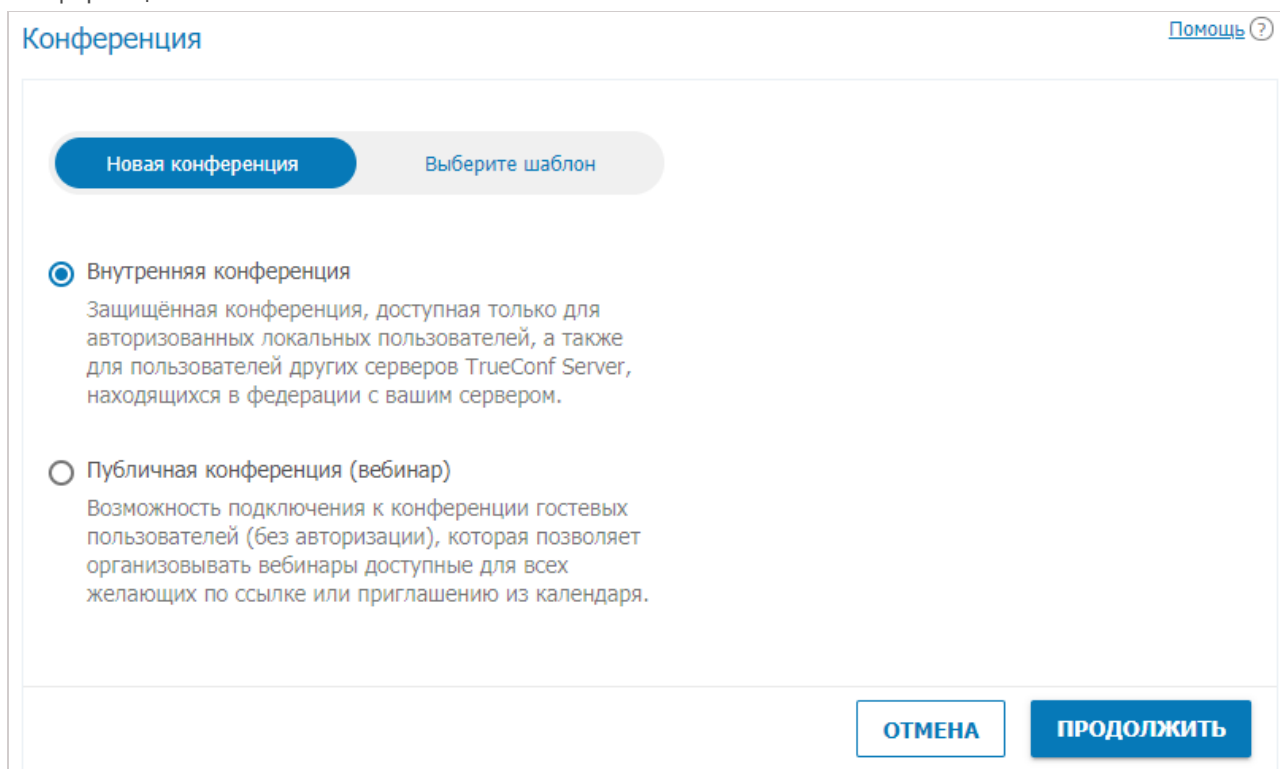 Конференция
Помощь ?
Новая конференция
Выберите шаблон
Внутренняя конференция
Защищённая конференция, доступная только для
авторизованных локальных пользователей, а также
для пользователей других серверов TrueConf Server,
находящихся в федерации с вашим сервером.
Публичная конференция (вебинар)
Возможность подключения к конференции гостевых
пользователей (без авторизации), которая позволяет
организовывать вебинары доступные для всех
желающих по ссылке или приглашению из календаря.
ОТМЕНА
ПРОДОЛЖИТЬ